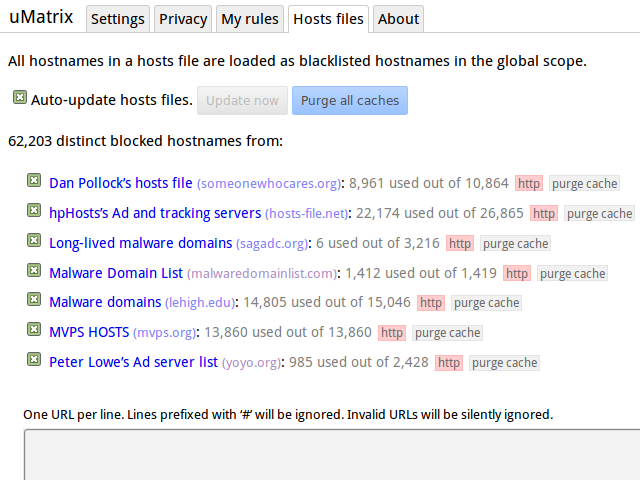 uMatrix Settings Privacy My rules Hosts files About
All hostnames in a hosts file are loaded as blacklisted hostnames in the global scope.
Auto-update hosts files. Update now Purge all caches
62,203 distinct blocked hostnames from:
Dan Pollock’s hosts file (someonewhocares.org): 8,961 used out of 10,864 http purge cache
hpHosts’s Ad and tracking servers (hosts-file.net): 22,174 used out of 26,865 http purge cache
Long-lived malware domains (sagadc.org): 6 used out of 3,216 http purge cache
Malware Domain List (malwaredomainlist.com): 1,412 used out of 1,419 http purge cache
Malware domains (lehigh.edu): 14,805 used out of 15,046 http purge cache
MVPS HOSTS (mvps.org): 13,860 used out of 13,860 http purge cache
Peter Lowe’s Ad server list (yoyo.org): 985 used out of 2,428 http purge cache
One URL per line. Lines prefixed with ‘#’ will be ignored. Invalid URLs will be silently ignored.